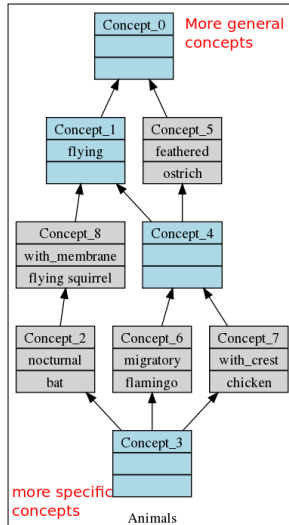 Concept_0
More general
concepts
Concept_1
flying
Concept_5
feathered
ostrich
Concept_8
with_membrane
flying squirrel
Concept_4
Concept_2
nocturnal
bat
Concept_6
migratory
flamingo
Concept_7
with_crest
chicken
Concept_3
more specific
concepts
Animals